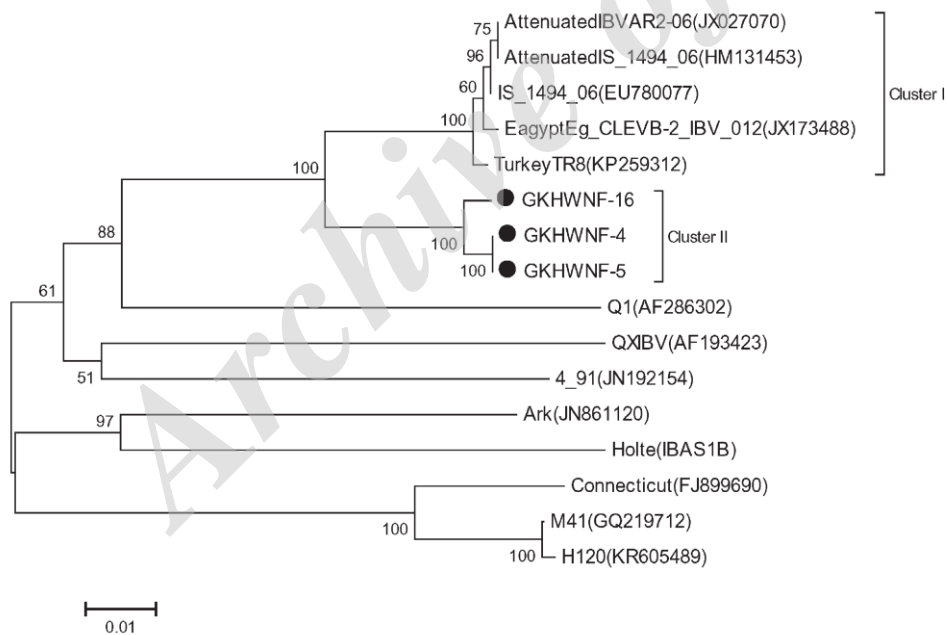 AttenuatedIBVAR2-06(JX027070)
75
AttenuatedIS_1494_06(HM131453)
96
IS_1494_06(EU780077)
Cluster I
60
EagyptEg_CLEVB-2_IBV_012(JX173488)
100
TurkeyTR8(KP259312)
100
GKHWNF-16
GKHWNF-4
Cluster II
88
100
GKHWNF-5
100
61
Q1(AF286302)
QXIBV(AF193423)
51
4_91(JN192154)
97
Ark(JN861120)
Holte(IBAS1B)
Connecticut(FJ899690)
100
M41(GQ219712)
100
H120(KR605489)
0.01
Archive of